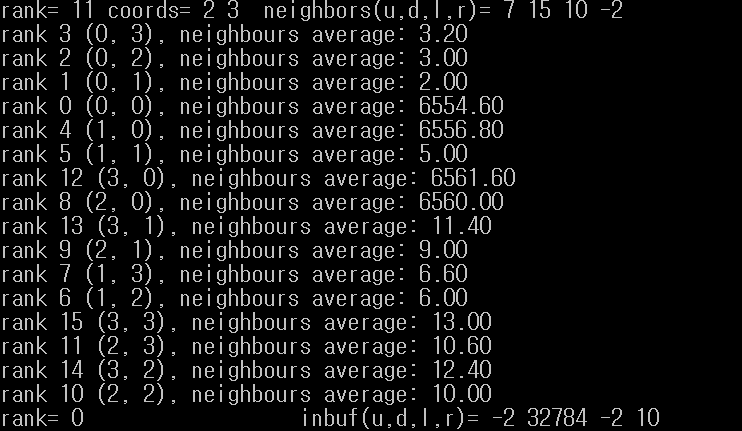 rank= 11 coords= 2 3  neighbors(u,d,l,r)= 7 15 10 -2
rank 3 (0, 3), neighbours average: 3.20
rank 2 (0, 2), neighbours average: 3.00
rank 1 (0, 1), neighbours average: 2.00
rank 0 (0, 0), neighbours average: 6554.60
rank 4 (1, 0), neighbours average: 6556.80
rank 5 (1, 1), neighbours average: 5.00
rank 12 (3, 0), neighbours average: 6561.60
rank 8 (2, 0), neighbours average: 6560.00
rank 13 (3, 1), neighbours average: 11.40
rank 9 (2, 1), neighbours average: 9.00
rank 7 (1, 3), neighbours average: 6.60
rank 6 (1, 2), neighbours average: 6.00
rank 15 (3, 3), neighbours average: 13.00
rank 11 (2, 3), neighbours average: 10.60
rank 14 (3, 2), neighbours average: 12.40
rank 10 (2, 2), neighbours average: 10.00
rank= 0                  inbuf(u,d,l,r)= -2 32784 -2 10